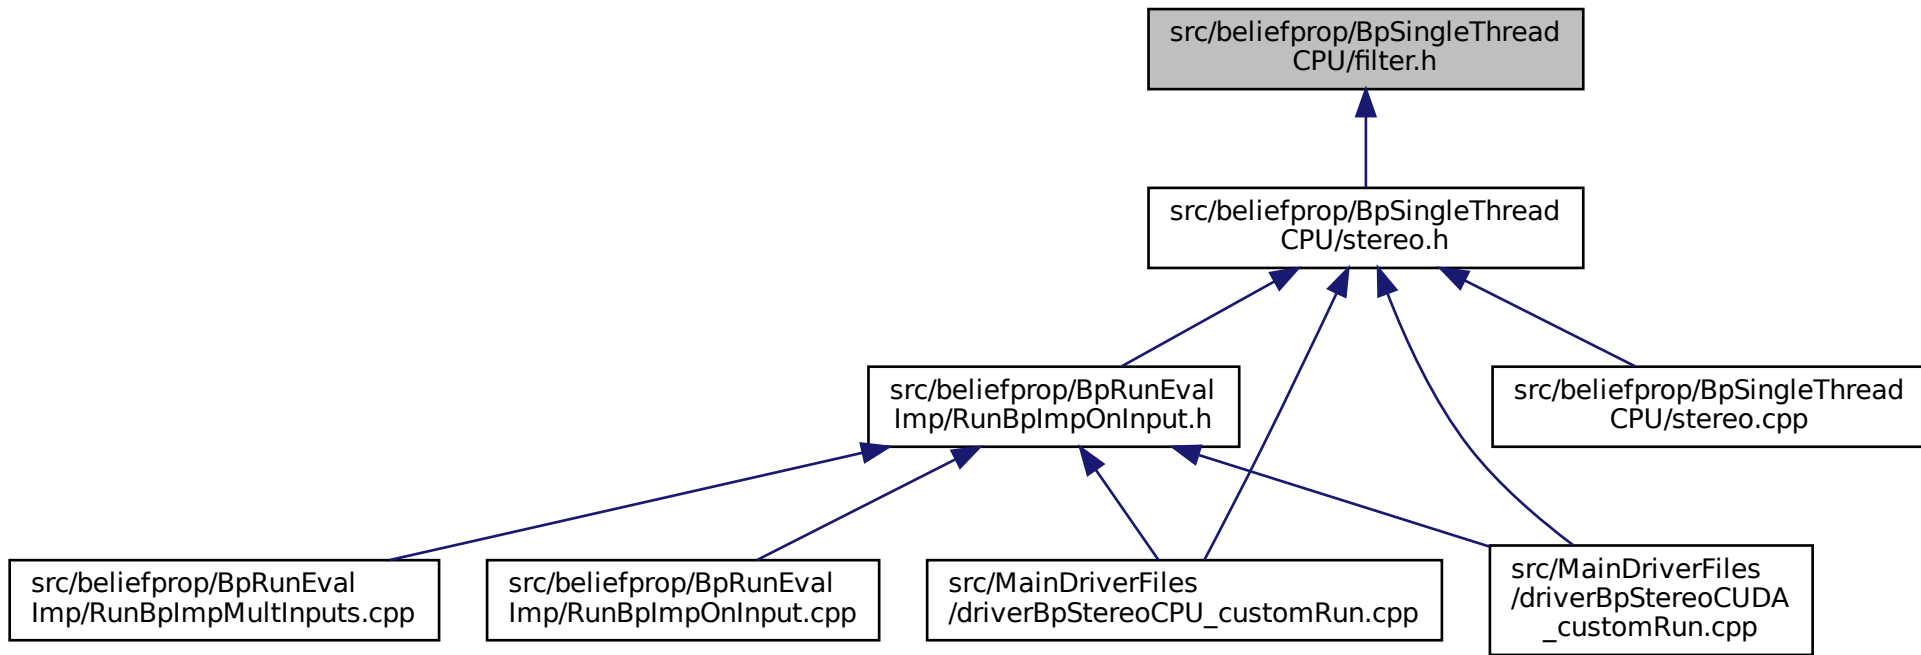 src/beliefprop/BpSingleThread
CPU/filter.h
src/beliefprop/BpSingleThread
CPU/stereo.h
src/beliefprop/BpRunEval
Imp/RunBpImpOnInput.h
src/beliefprop/BpSingleThread
CPU/stereo.cpp
src/beliefprop/BpRunEval
Imp/RunBpImpMultInputs.cpp
src/beliefprop/BpRunEval
Imp/RunBpImpOnInput.cpp
src/MainDriverFiles
/driverBpStereoCPU_customRun.cpp
src/MainDriverFiles
/driverBpStereoCUDA
_customRun.cpp